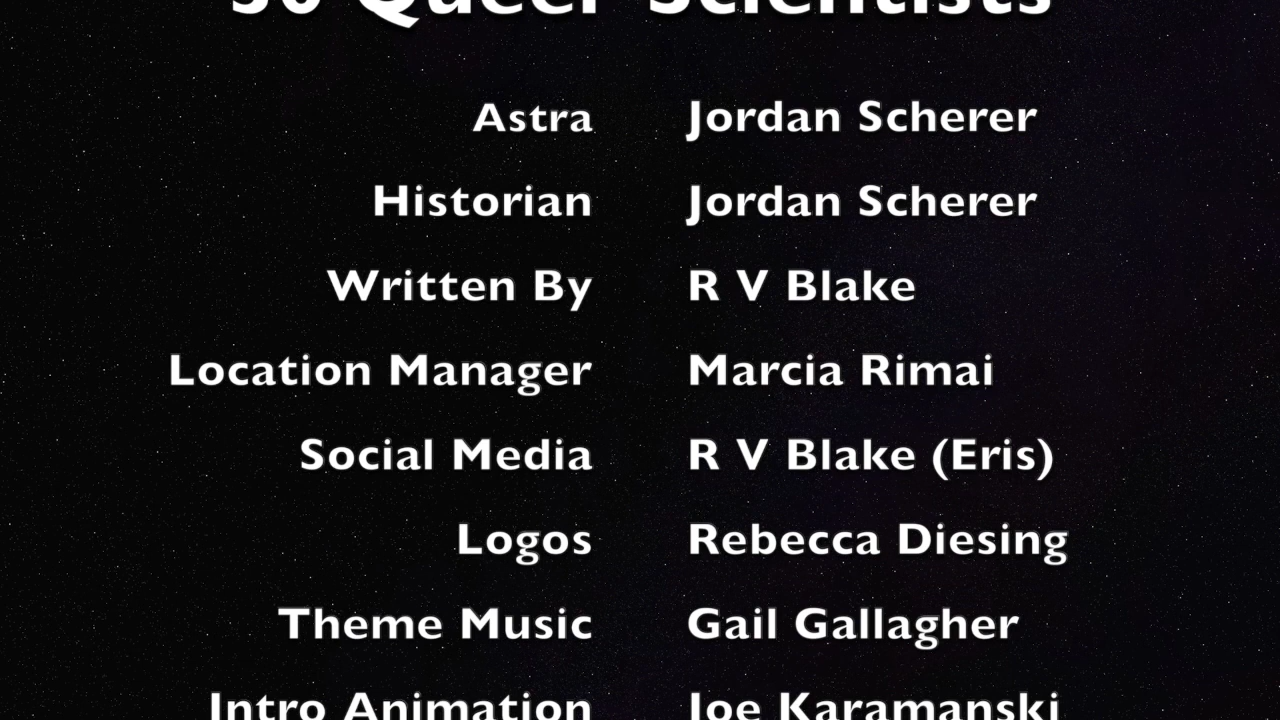 Queer Scientists
Astra Jordan Scherer
Historian Jordan Scherer
Written By R V Blake
Location Manager Marcia Rimai
Social Media R V Blake (Eris)
Logos Rebecca Diesing
Theme Music Gail Gallagher
Intro Animation Joe Karamanski